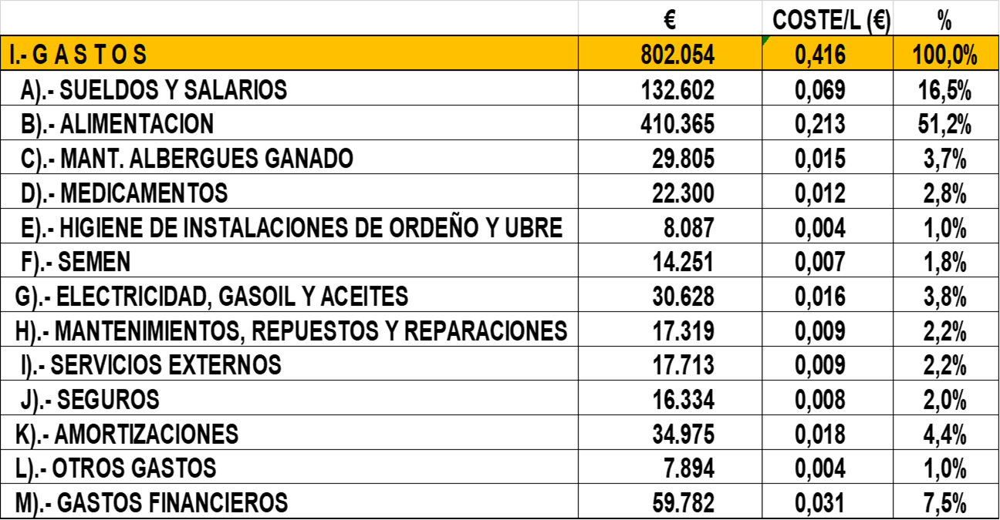 € COSTE/L (€) %
I.- G A S T O S 802.054 0,416 100,0%
A).- SUELDOS Y SALARIOS 132.602 0,069 16,5%
B).- ALIMENTACION 410.365 0,213 51,2%
C).- MANT. ALBERGUES GANADO 29.805 0,015 3,7%
D).- MEDICAMENTOS 22.300 0,012 2,8%
E).- HIGIENE DE INSTALACIONES DE ORDEÑO Y UBRE 8.087 0,004 1,0%
F).- SEMEN 14.251 0,007 1,8%
G).- ELECTRICIDAD, GASOIL Y ACEITES 30.628 0,016 3,8%
H).- MANTENIMIENTOS, REPUESTOS Y REPARACIONES 17.319 0,009 2,2%
I).- SERVICIOS EXTERNOS 17.713 0,009 2,2%
J).- SEGUROS 16.334 0,008 2,0%
K).- AMORTIZACIONES 34.975 0,018 4,4%
L).- OTROS GASTOS 7.894 0,004 1,0%
M).- GASTOS FINANCIEROS 59.782 0,031 7,5%